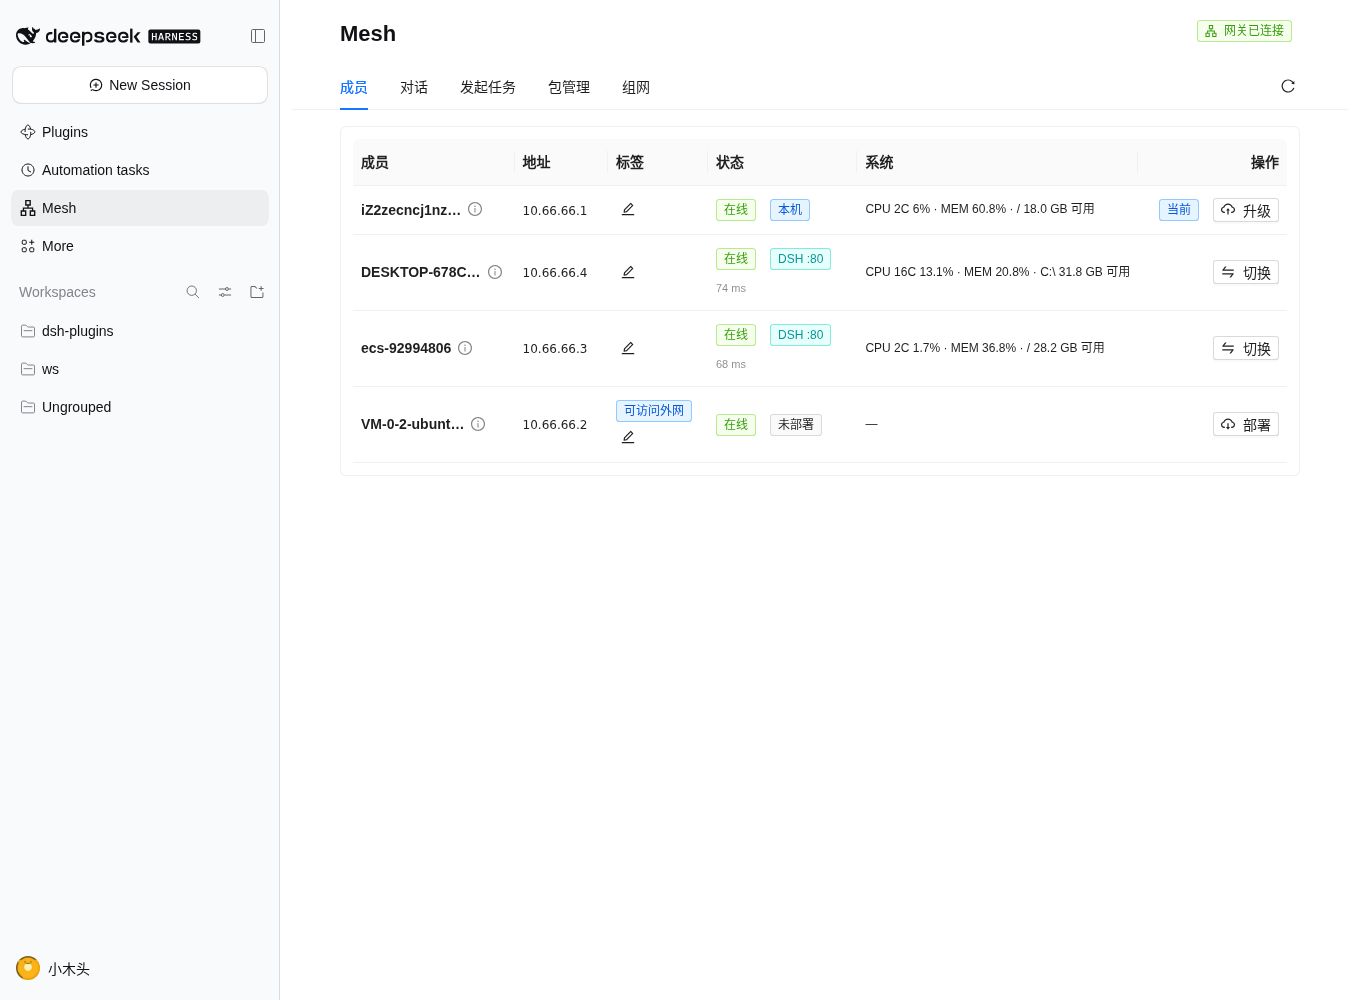 deepseek HARNESS
New Session
Plugins
Automation tasks
Mesh
More
Workspaces
dsh-plugins
ws
Ungrouped
小木头
Mesh
网关已连接
成员 对话 发起任务 包管理 组网
成员 地址 标签 状态 系统 操作
iZ2zecncj1nz… 10.66.66.1 在线 本机 CPU 2C 6% · MEM 60.8% · / 18.0 GB 可用 当前 升级
DESKTOP-678C… 10.66.66.4 在线 DSH :80 CPU 16C 13.1% · MEM 20.8% · C:\ 31.8 GB 可用 切换
74 ms
ecs-92994806 10.66.66.3 在线 DSH :80 CPU 2C 1.7% · MEM 36.8% · / 28.2 GB 可用 切换
68 ms
VM-0-2-ubunt… 10.66.66.2 可访问外网 在线 未部署 — 部署